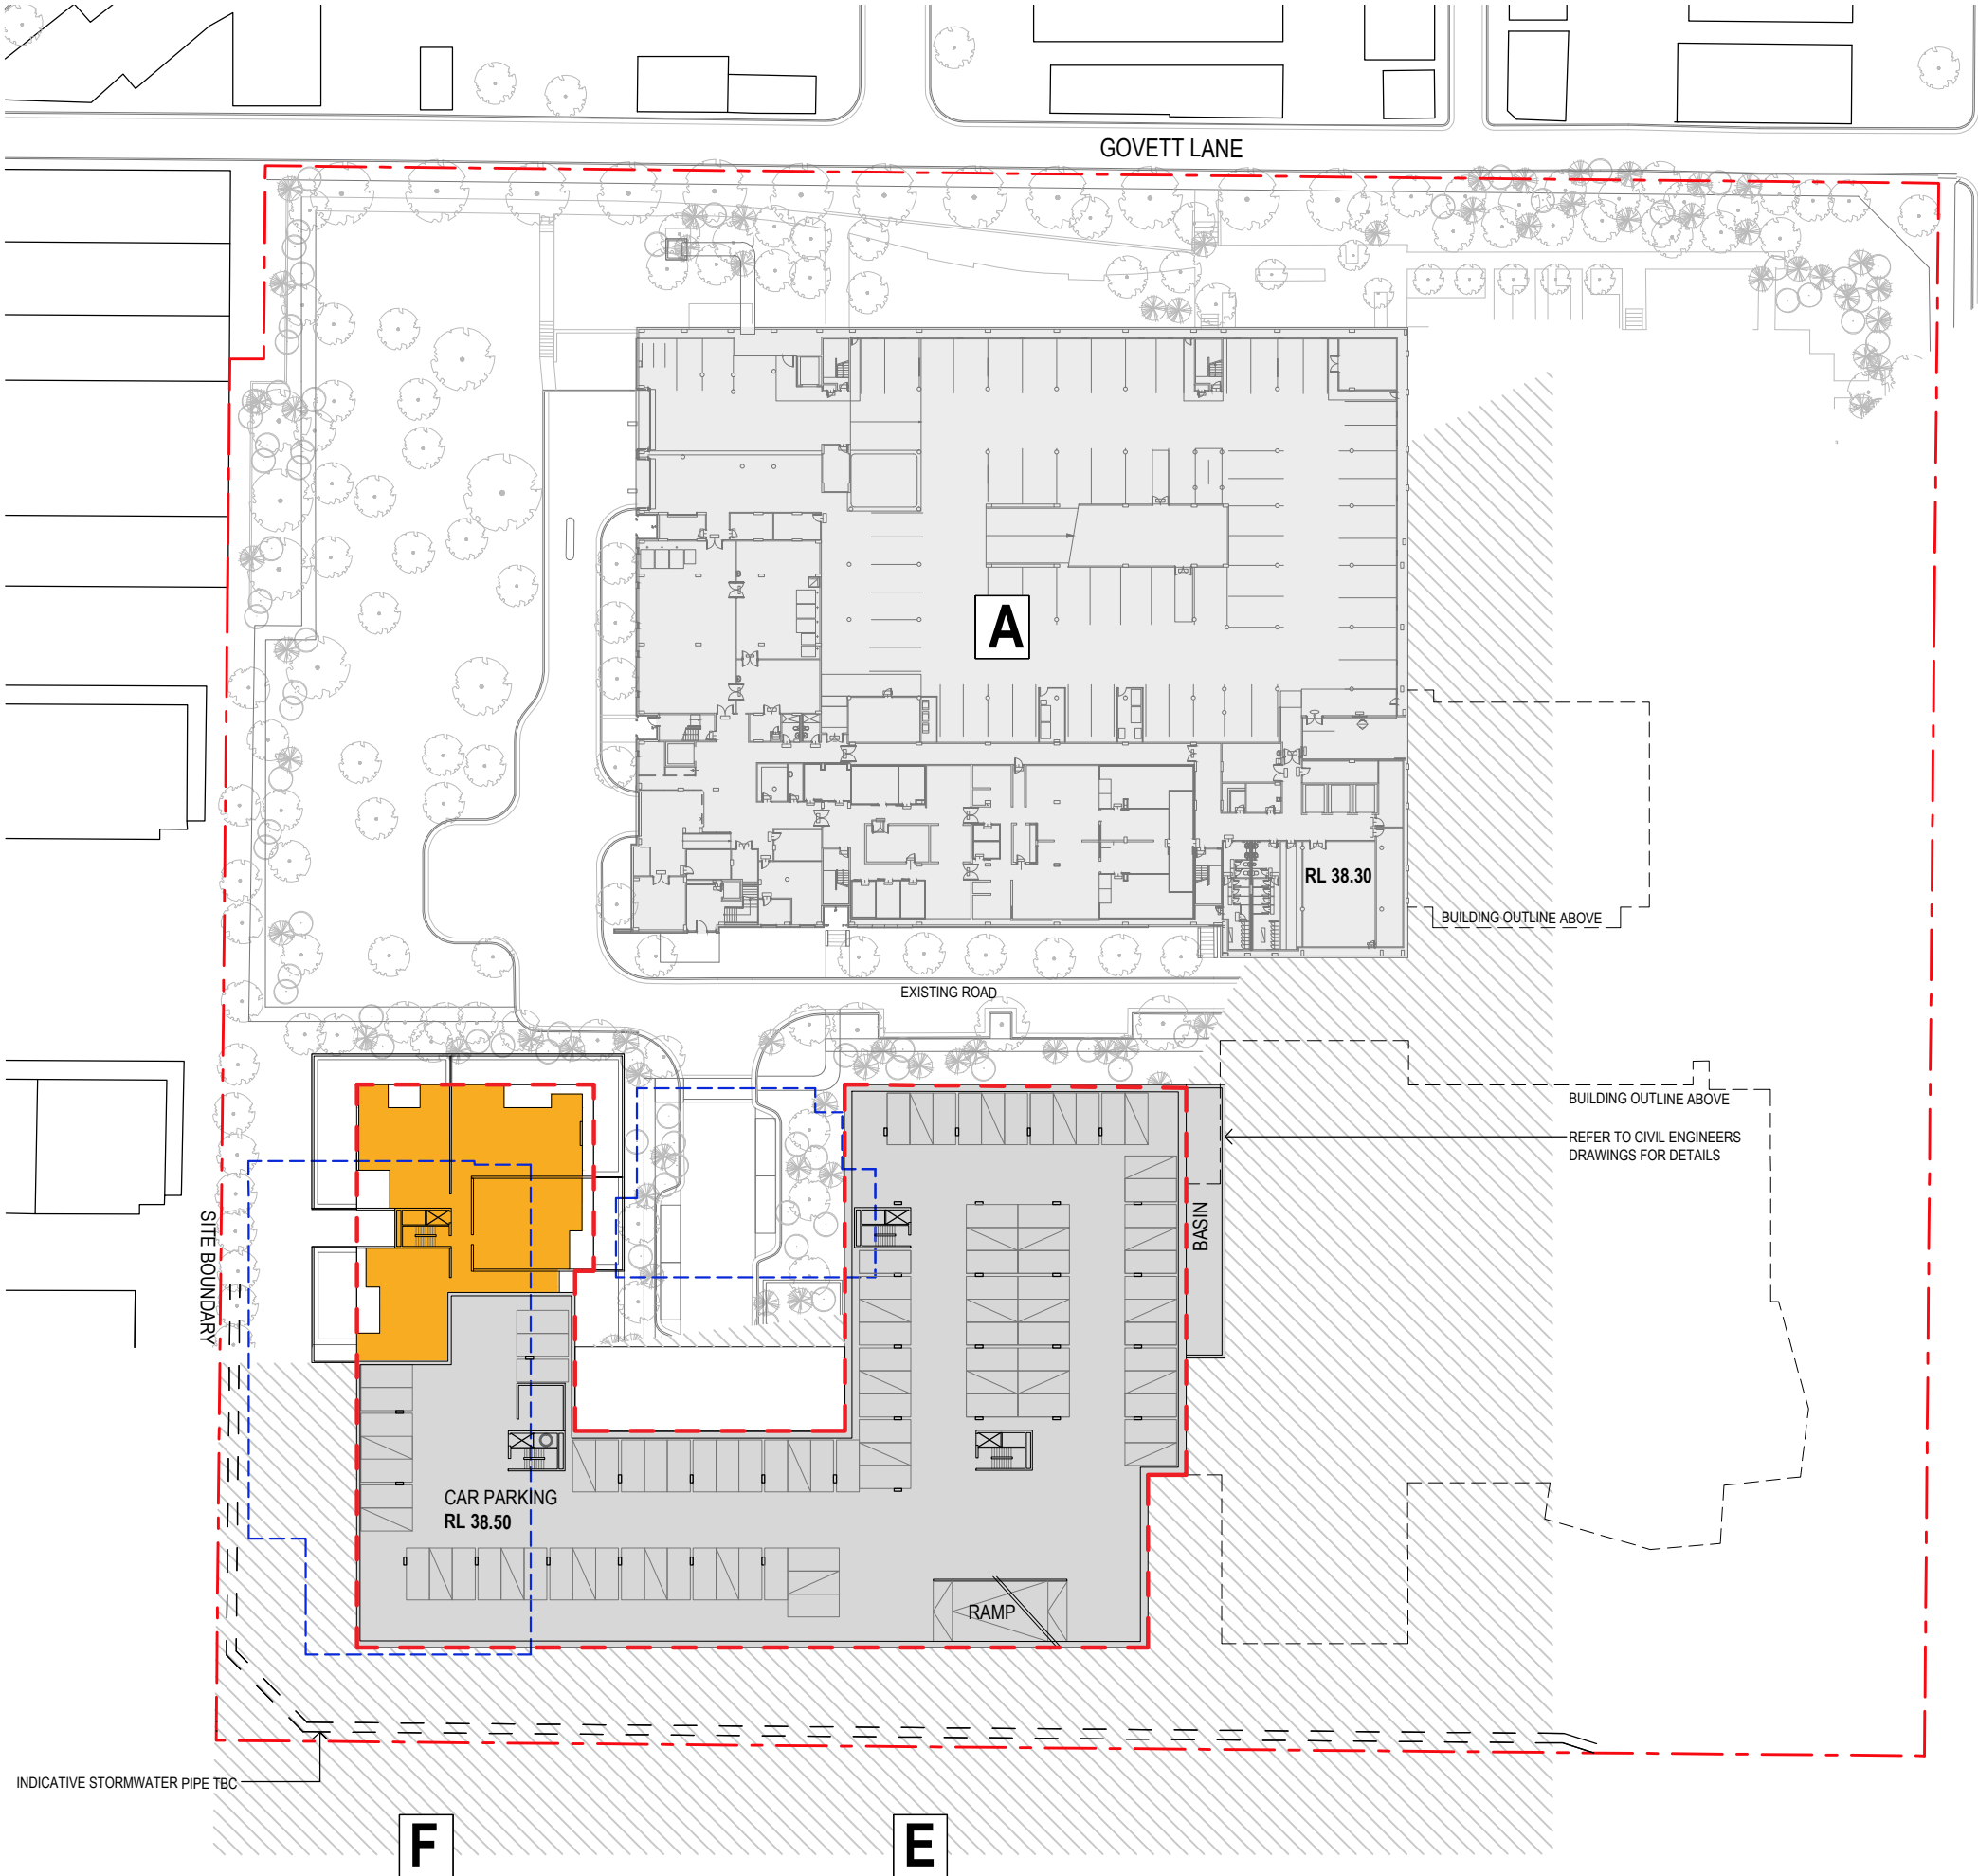 GOVETT LANE
A
RL 38.30
BUILDING OUTLINE ABOVE
EXISTING ROAD
BUILDING OUTLINE ABOVE
REFER TO CIVIL ENGINEERS
DRAWINGS FOR DETAILS
BASIN
SITE BOUNDARY
CAR PARKING
RL 38.50
RAMP
INDICATIVE STORMWATER PIPE TBC
F
E